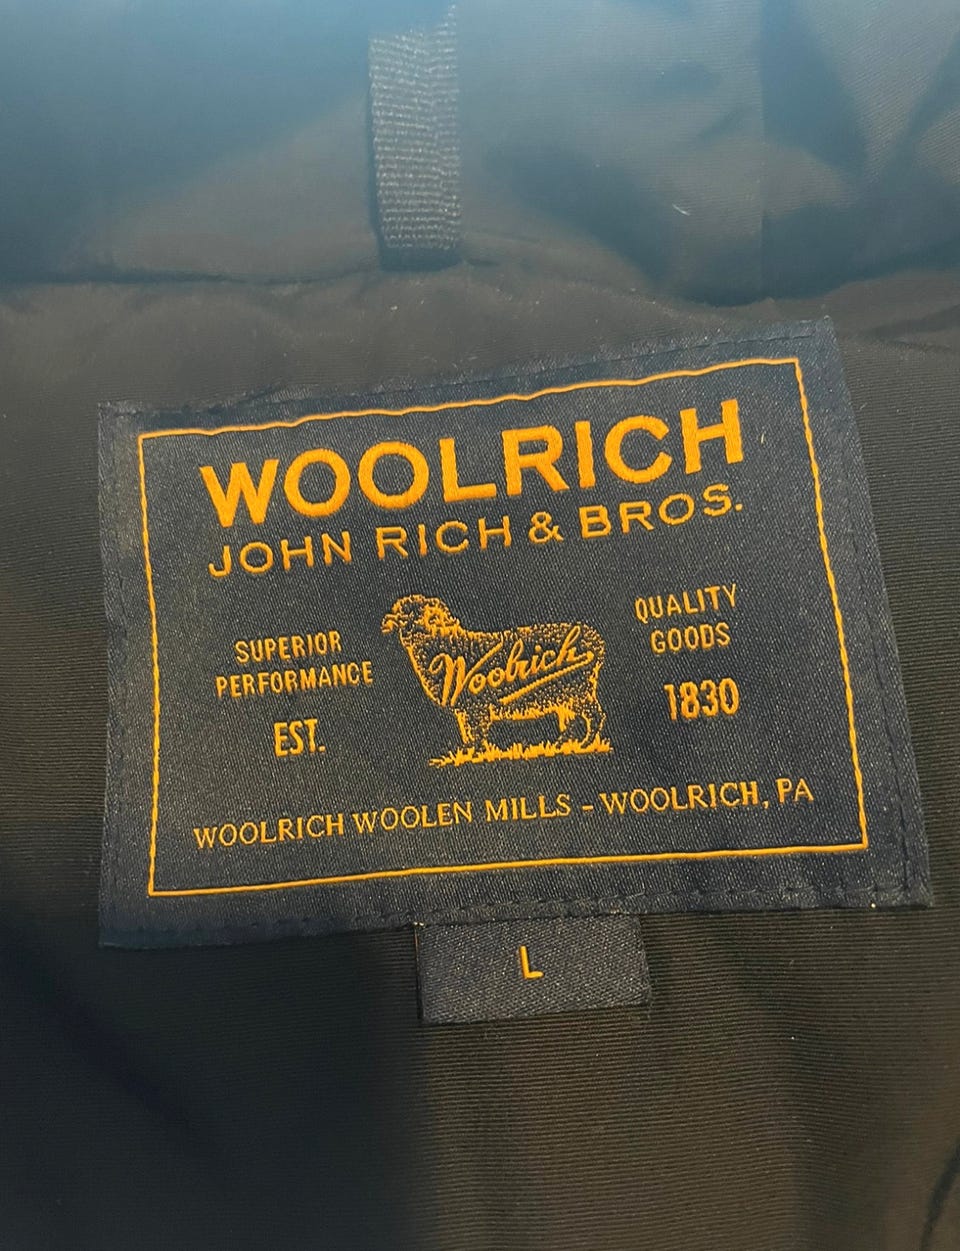 WOOLRICH
JOHN RICH & BROS.
SUPERIOR
PERFORMANCE
EST.
Woolrich
QUALITY
GOODS
1830
WOOLRICH WOOLEN MILLS - WOOLRICH, PA
L